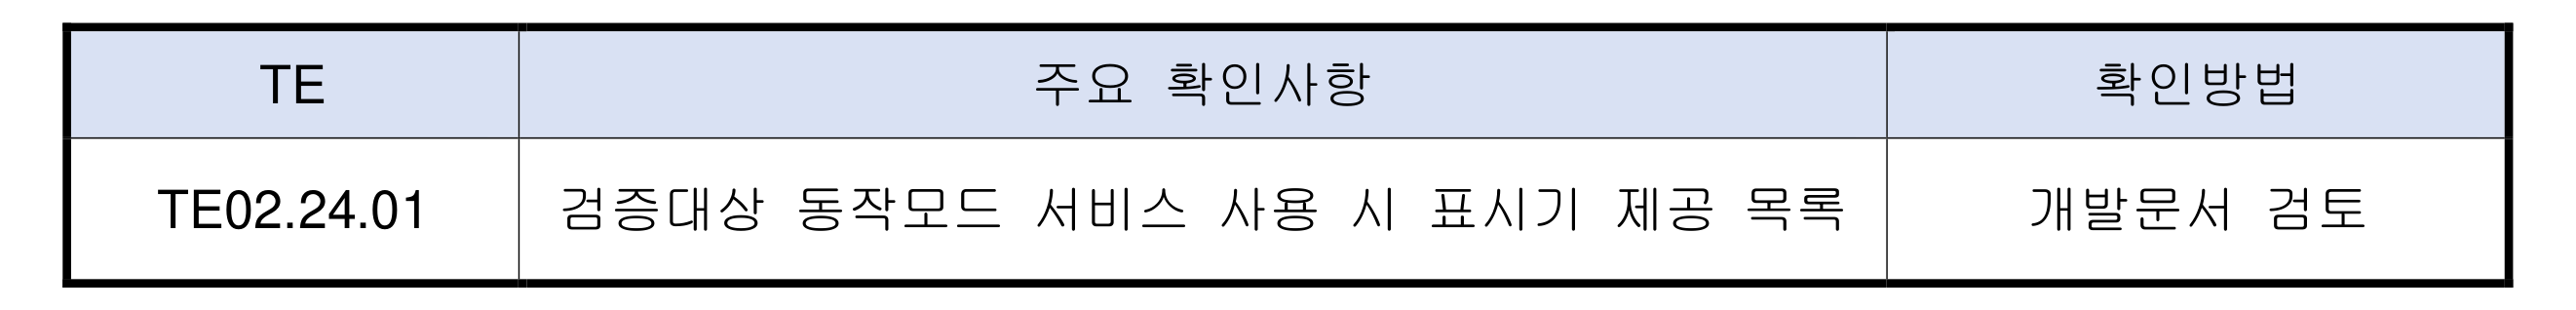 TE 주요 확인사항 확인방법
TE02.24.01 검증대상 동작모드 서비스 사용 시 표시기 제공 목록 개발문서 검토